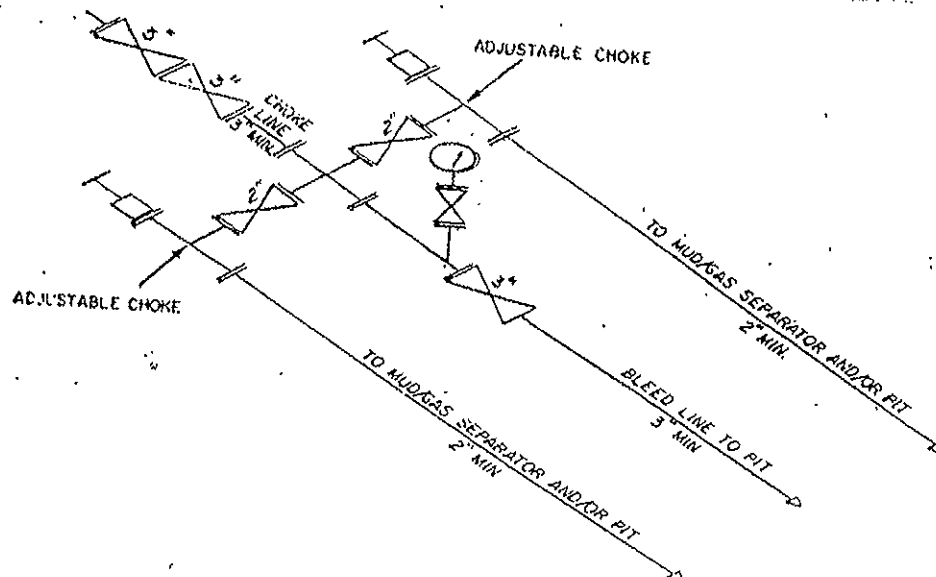 3"
3"
CHOKE
LINE
3" MIN.
2"
2"
ADJUSTABLE CHOKE
ADJUSTABLE CHOKE
3"
TO MUD/GAS SEPARATOR AND/OR PIT
2" MIN.
BLEED LINE TO PIT
3" MIN
TO MUD/GAS SEPARATOR AND/OR PIT
2" MIN